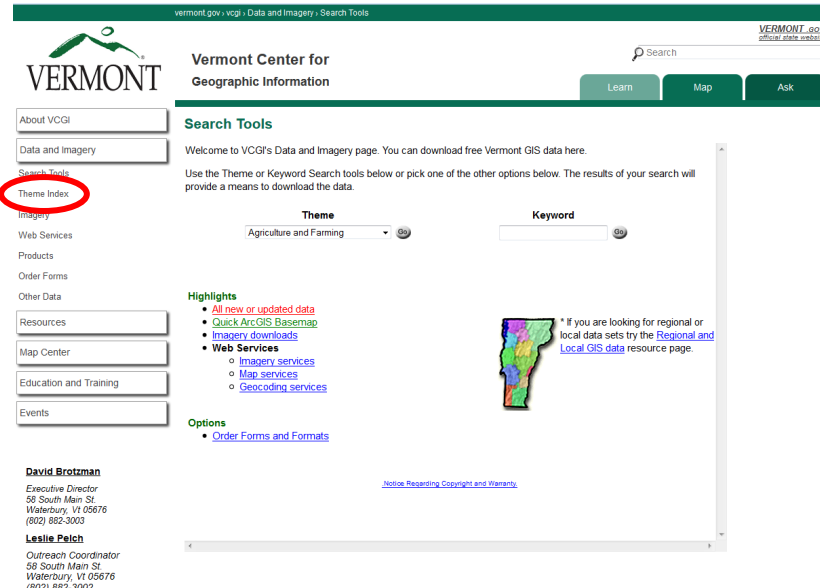 vermont.gov › vcgi › Data and Imagery › Search Tools
VERMONT .go
official state websi
VERMONT
Vermont Center for
Geographic Information
Search
Learn
Map
Ask
About VCGI
Data and Imagery
Search Tools
Theme Index
Imagery
Web Services
Products
Order Forms
Other Data
Resources
Map Center
Education and Training
Events
David Brotzman
Executive Director
58 South Main St.
Waterbury, Vt 05676
(802) 882-3003
Leslie Pelch
Outreach Coordinator
58 South Main St.
Waterbury, Vt 05676
(802) 882-3002
Search Tools
Welcome to VCGI's Data and Imagery page. You can download free Vermont GIS data here.
Use the Theme or Keyword Search tools below or pick one of the other options below. The results of your search will
provide a means to download the data.
Theme
Agriculture and Farming
Go
Keyword
Go
Highlights
All new or updated data
Quick ArcGIS Basemap
Imagery downloads
Web Services
Imagery services
Map services
Geocoding services
* If you are looking for regional or
local data sets try the Regional and
Local GIS data resource page.
Options
Order Forms and Formats
.Notice Regarding Copyright and Warranty.